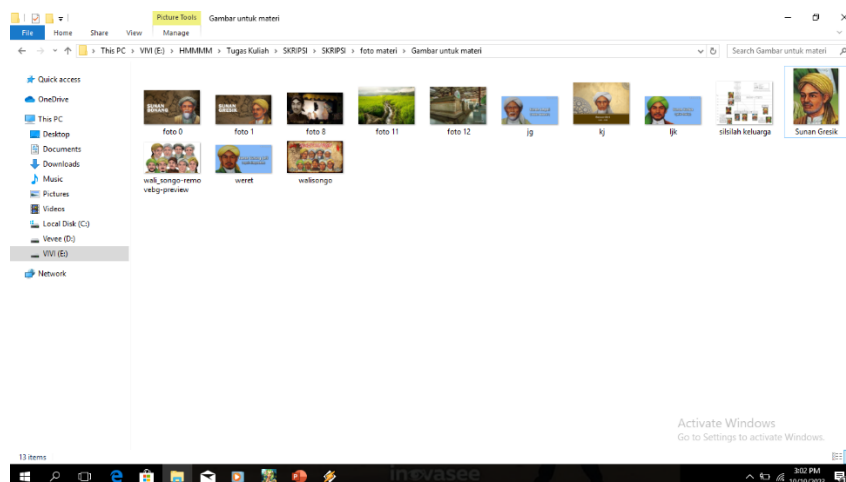 Picture Tools Gambar untuk materi
File Home Share View Manage
This PC > VIVI (E:) > HMMMM > Tugas Kuliah > SKRIPSI > SKRIPSI > foto materi > Gambar untuk materi
Search Gambar untuk materi
Quick access
OneDrive
This PC
Desktop
Documents
Downloads
Music
Pictures
Videos
Local Disk (C:)
Vevee (D:)
VIVI (E:)
Network
SUNAN
BONANG
SUNAN
GRESIK
foto 0 foto 1 foto 8 foto 11 foto 12 jg kj ljk silsilah keluarga Sunan Gresik
wali_songo-remo
vebg-preview
weret walisongo
Activate Windows
Go to Settings to activate Windows.
13 items
3:02 PM